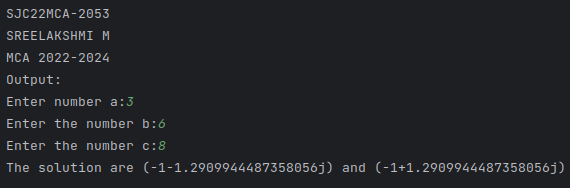 SJC22MCA-2053
SREELAKSHMI M
MCA 2022-2024
Output:
Enter number a:3
Enter the number b:6
Enter the number c:8
The solution are (-1-1.2909944487358056j) and (-1+1.2909944487358056j)